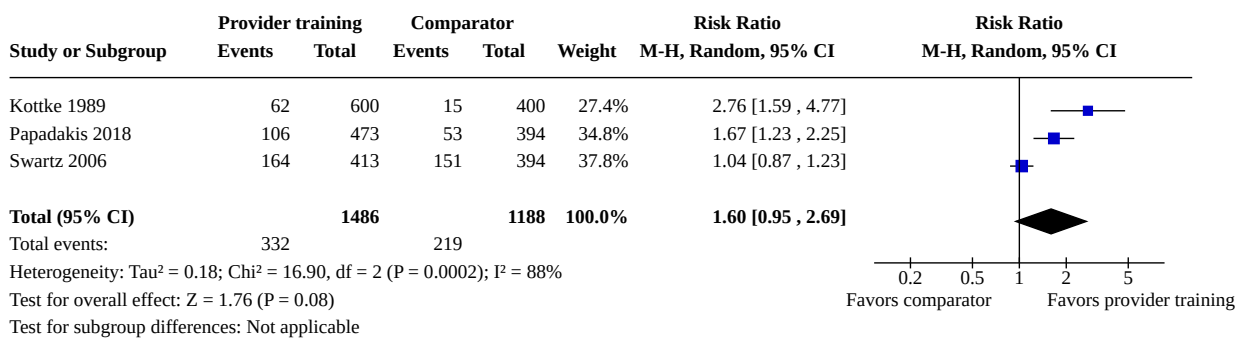 Provider training Comparator Risk Ratio Risk Ratio
Study or Subgroup Events Total Events Total Weight M-H, Random, 95% CI M-H, Random, 95% CI
Kottke 1989 62 600 15 400 27.4% 2.76 [1.59 , 4.77]
Papadakis 2018 106 473 53 394 34.8% 1.67 [1.23 , 2.25]
Swartz 2006 164 413 151 394 37.8% 1.04 [0.87 , 1.23]
Total (95% CI) 1486 1188 100.0% 1.60 [0.95 , 2.69]
Total events: 332 219
Heterogeneity: Tau² = 0.18; Chi² = 16.90, df = 2 (P = 0.0002); I² = 88%
0.2 0.5 1 2 5
Test for overall effect: Z = 1.76 (P = 0.08) Favors comparator Favors provider training
Test for subgroup differences: Not applicable